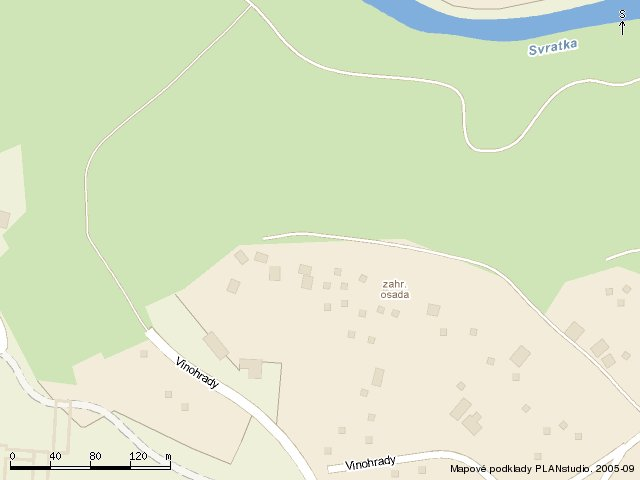 S
Svratka
zahr.
osada
Vinohrady
Vinohrady
0 40 80 120 m
Mapové podklady PLANstudio, 2005-09